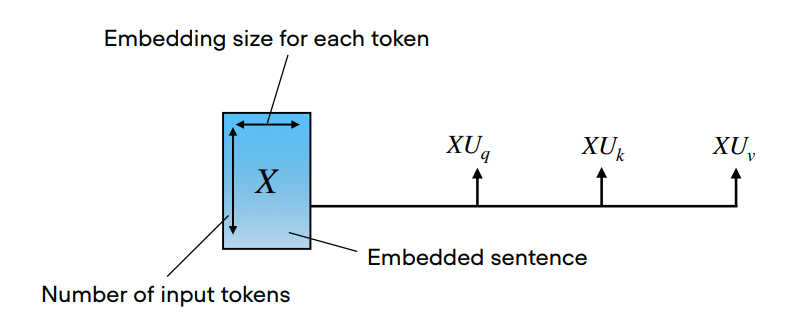 Embedding size for each token
XU_q
XU_k
XU_v
X
Embedded sentence
Number of input tokens